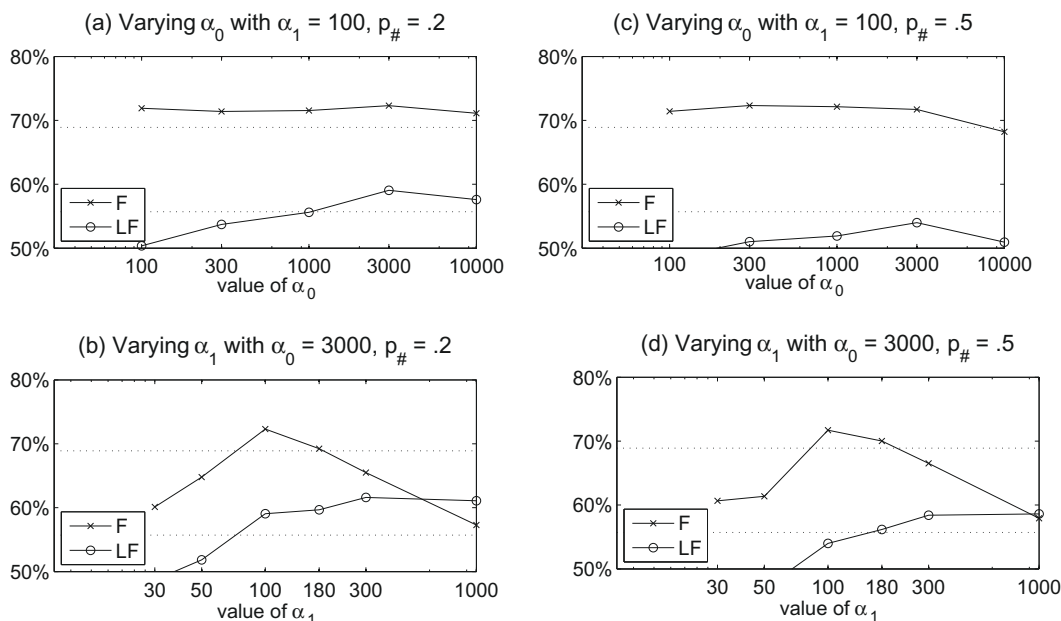 (a) Varying α0 with α1 = 100, p# = .2
80%
70%
60%
50%
F
LF
100 300 1000 3000 10000
value of α0
(c) Varying α0 with α1 = 100, p# = .5
80%
70%
60%
50%
F
LF
100 300 1000 3000 10000
value of α0
(b) Varying α1 with α0 = 3000, p# = .2
80%
70%
60%
50%
F
LF
30 50 100 180 300 1000
value of α1
(d) Varying α1 with α0 = 3000, p# = .5
80%
70%
60%
50%
F
LF
30 50 100 180 300 1000
value of α1